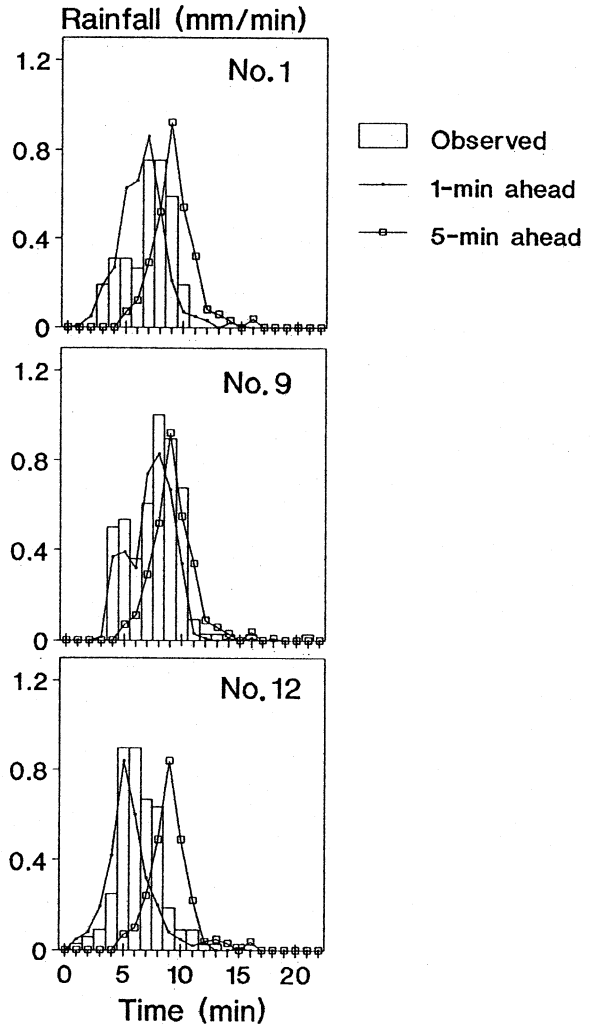 Rainfall (mm/min)
1.2
No.1
0.8
Observed
1-min ahead
5-min ahead
0.4
0
1.2
No.9
0.8
0.4
0
1.2
No.12
0.8
0.4
0
0 5 10 15 20
Time (min)